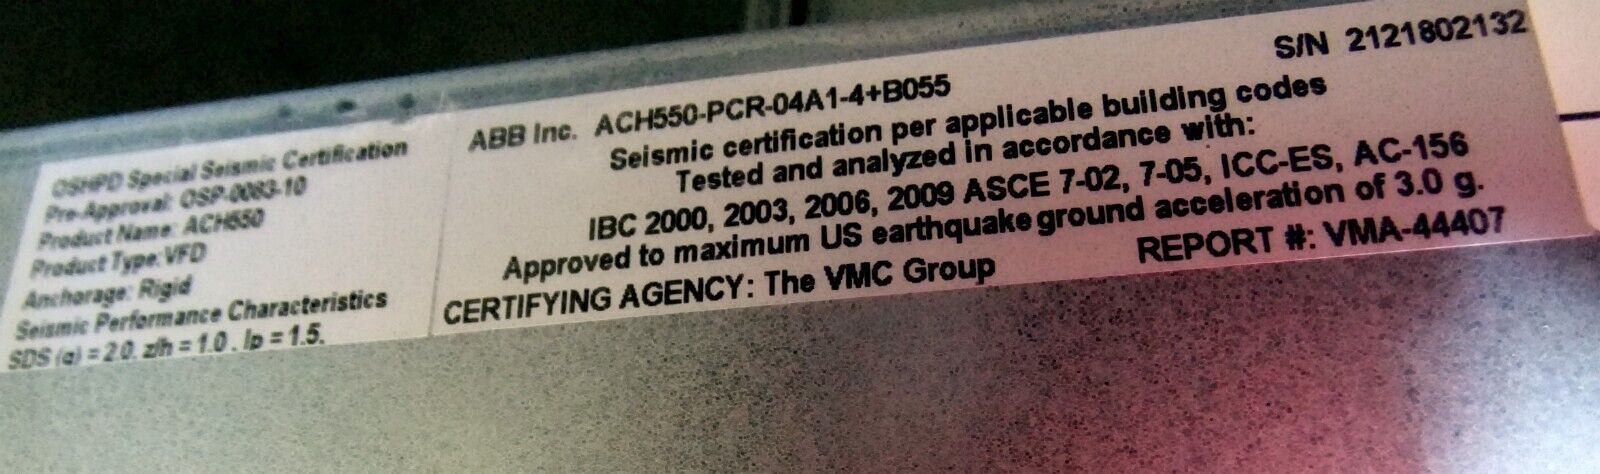 OSHPD Special Seismic Certification
Pre-Approval: OSP-0063-10
Product Name: ACH550
Product Type: VFD
Anchorage: Rigid
Seismic Performance Characteristics
SDS (g) = 2.0, z/h = 1.0, Ip = 1.5.
ABB Inc. ACH550-PCR-04A1-4+B055
S/N 2121802132
Seismic certification per applicable building codes
Tested and analyzed in accordance with:
IBC 2000, 2003, 2006, 2009 ASCE 7-02, 7-05, ICC-ES, AC-156
Approved to maximum US earthquake ground acceleration of 3.0 g.
CERTIFYING AGENCY: The VMC Group
REPORT #: VMA-44407